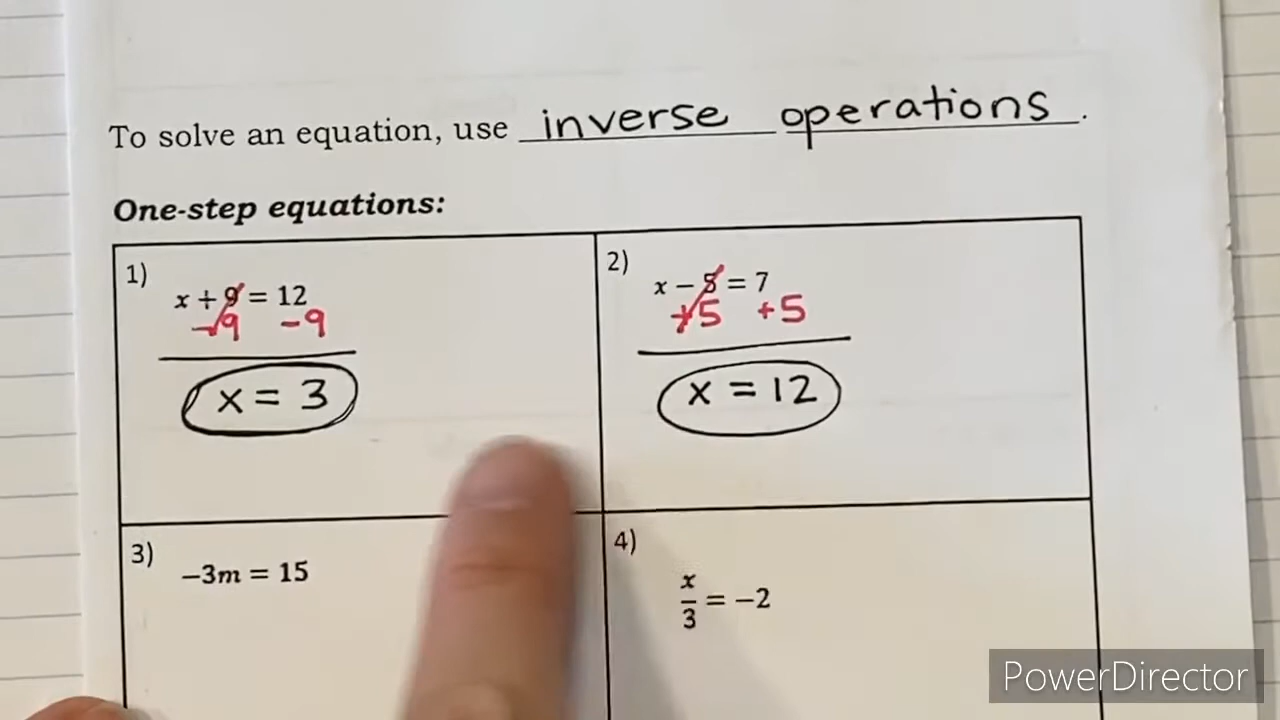 To solve an equation, use inverse operations.
One-step equations:
1)
x + 9 = 12
-9 -9
x = 3
2)
x - 5 = 7
+5 +5
x = 12
3)
-3m = 15
4)
x/3 = -2
PowerDirector